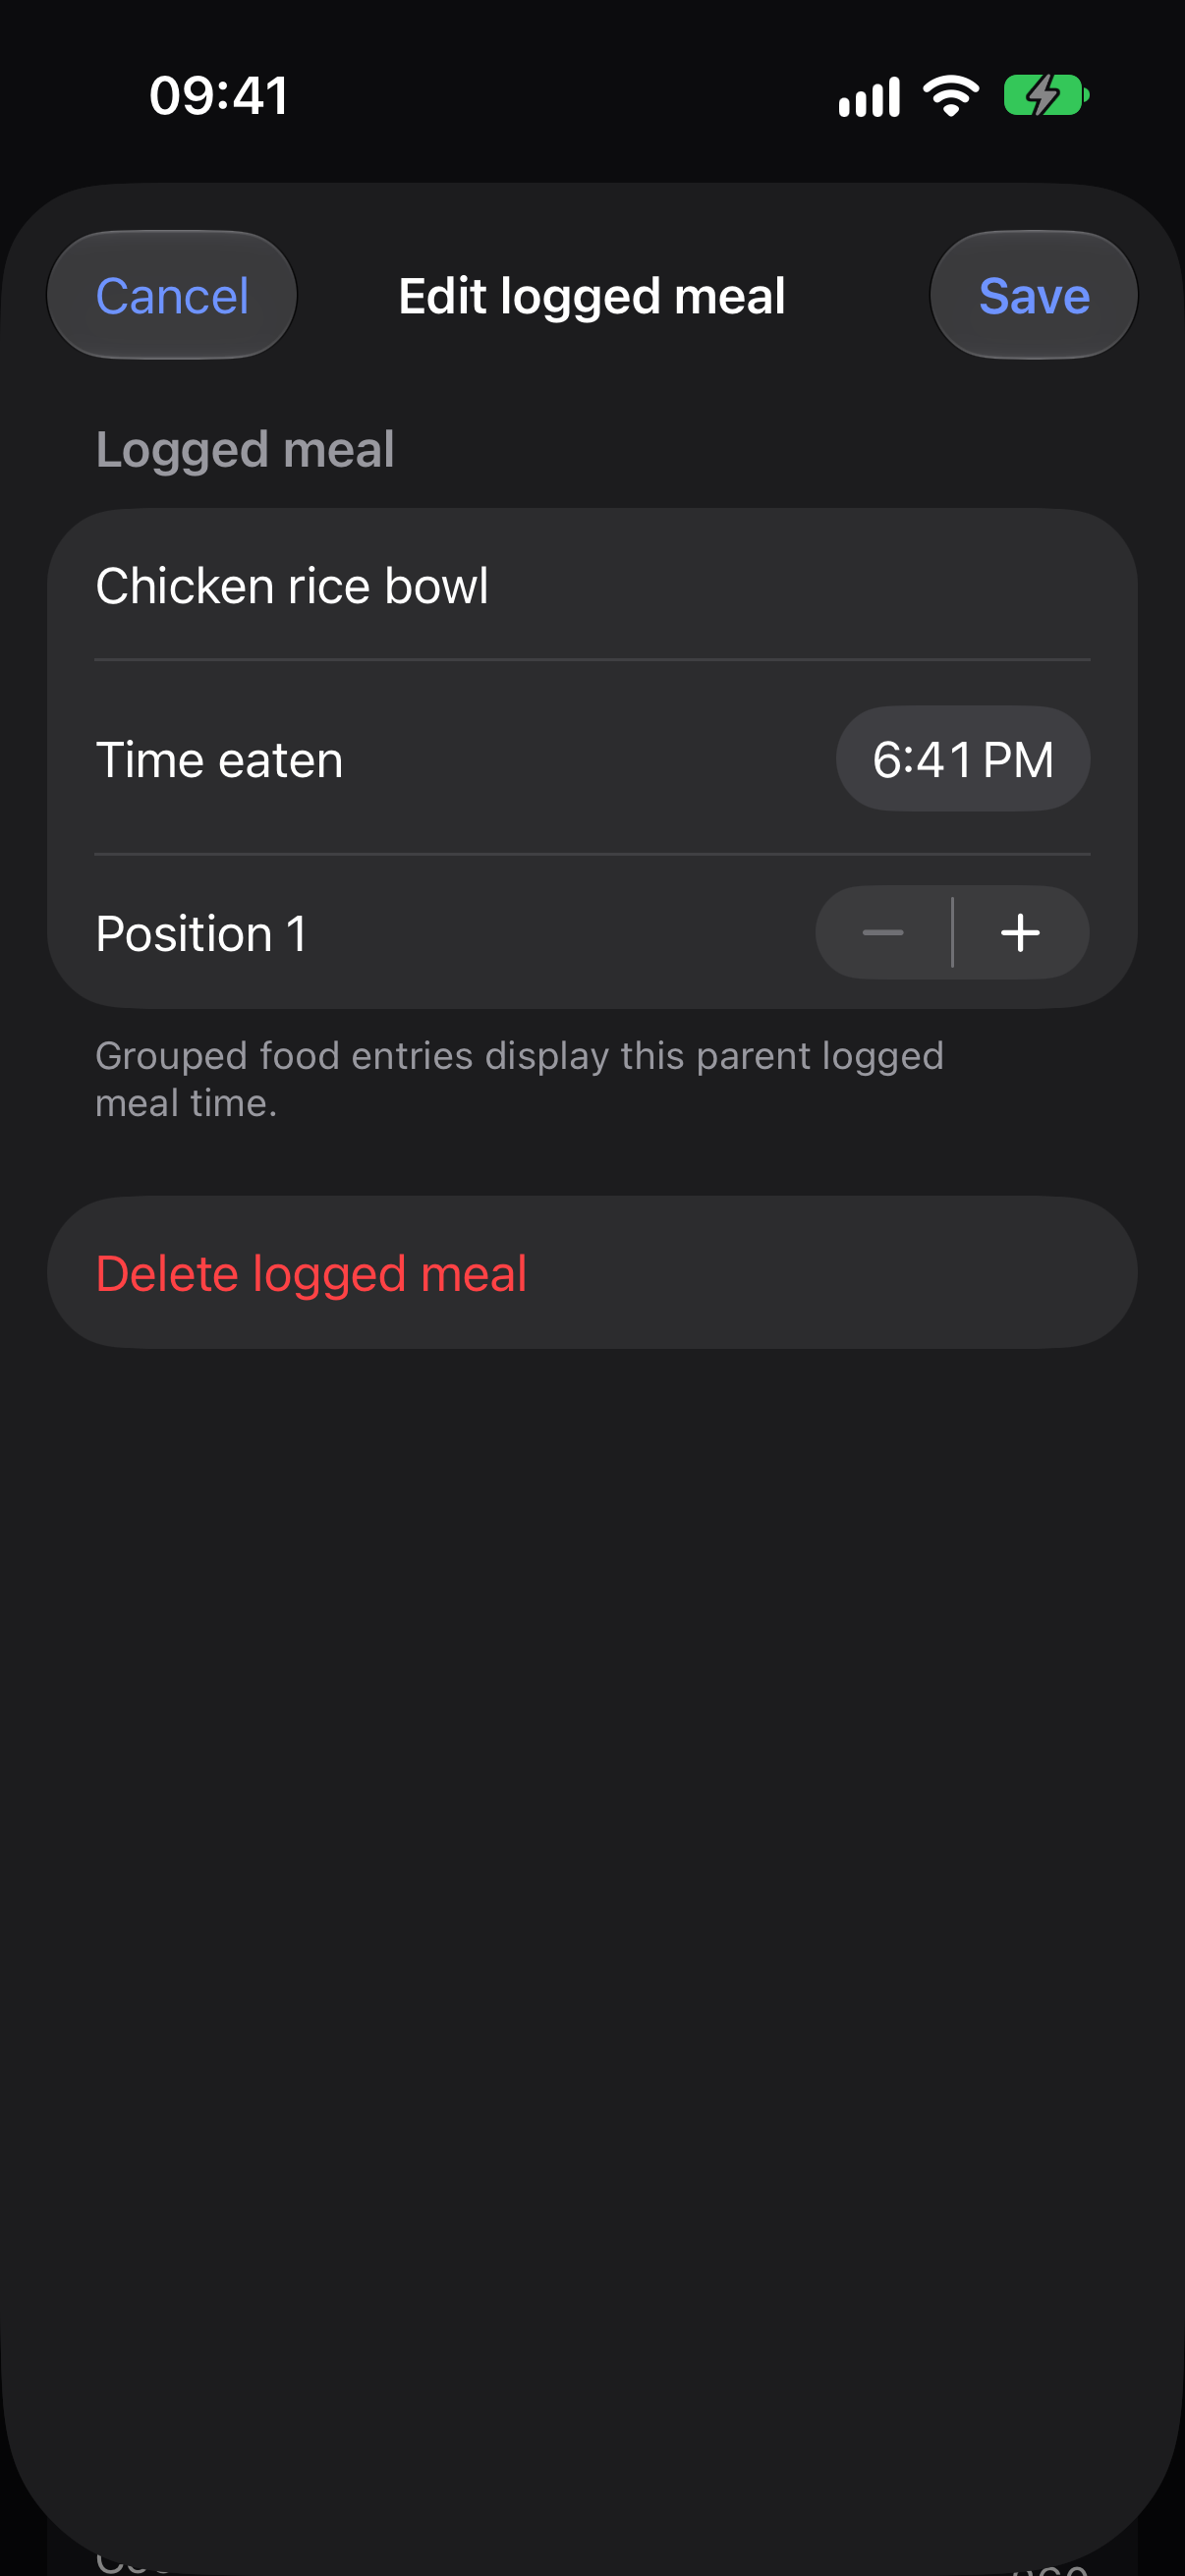 09:41
Cancel
Edit logged meal
Save
Logged meal
Chicken rice bowl
Time eaten
6:41 PM
Position 1
Grouped food entries display this parent logged
meal time.
Delete logged meal